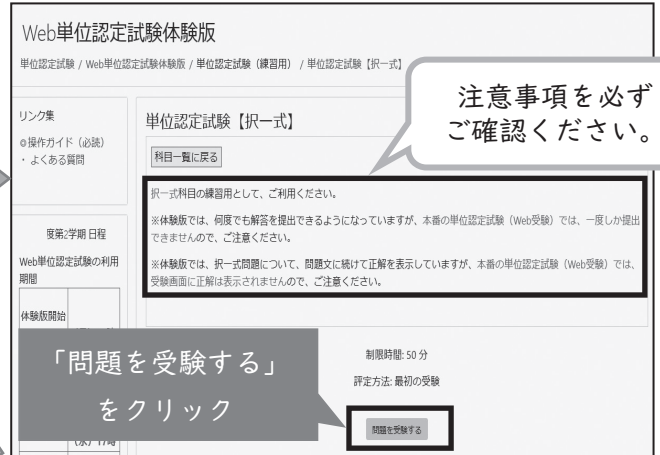 Web単位認定試験体験版
単位認定試験 / Web単位認定試験体験版 / 単位認定試験（練習用） / 単位認定試験【択一式】
注意事項を必ず
ご確認ください。
リンク集
◎操作ガイド（必読）
・よくある質問
度第2学期 日程
Web単位認定試験の利用
期間
体験版開始
単位認定試験【択一式】
科目一覧に戻る
択一式科目の練習用として、ご利用ください。
※体験版では、何度でも解答を提出できるようになっていますが、本番の単位認定試験（Web受験）では、一度しか提出
できませんので、ご注意ください。
※体験版では、択一式問題について、問題文に続けて正解を表示していますが、本番の単位認定試験（Web受験）では、
受験画面に正解は表示されませんので、ご注意ください。
「問題を受験する」
をクリック
制限時間: 50 分
評定方法: 最初の受験
問題を受験する